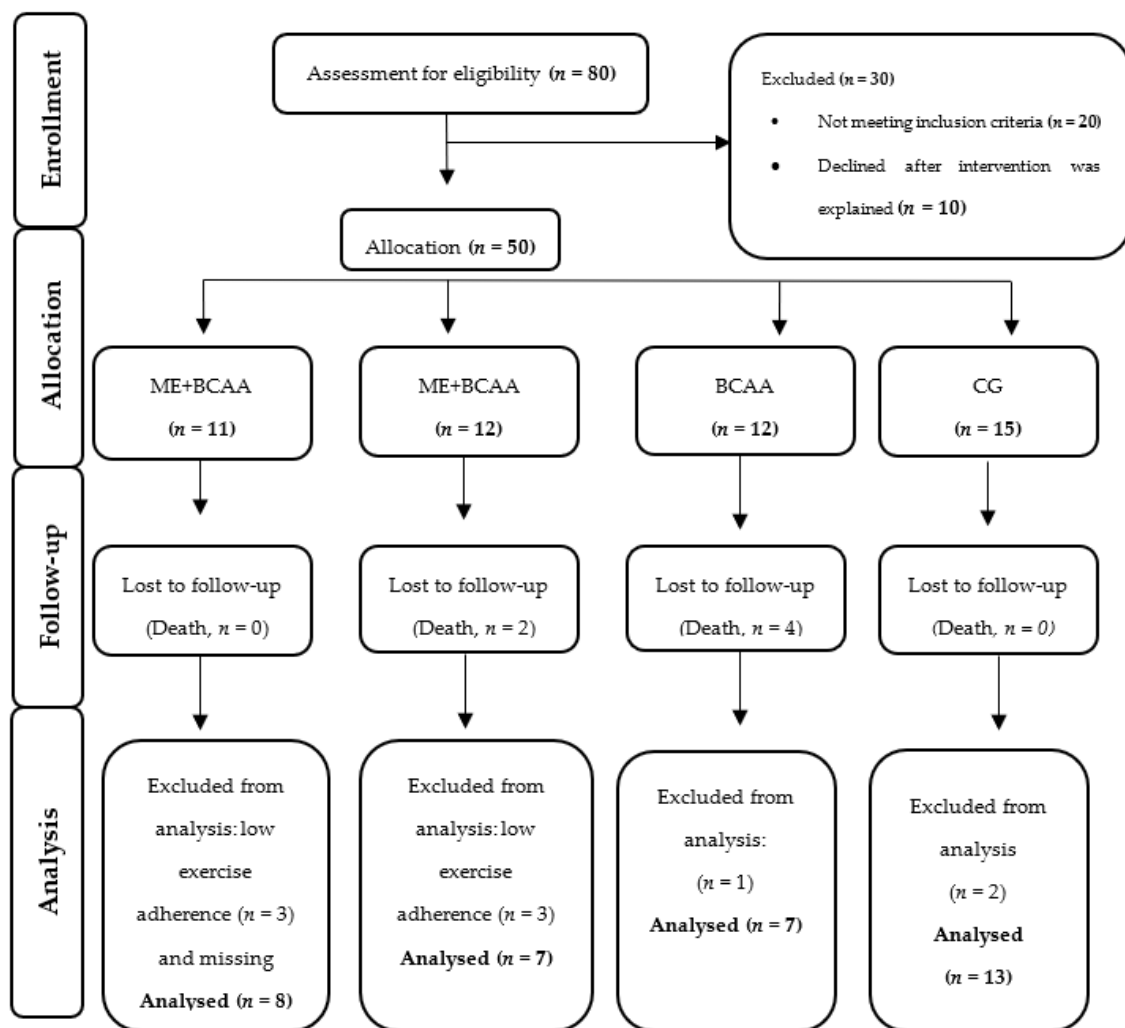 Enrollment
Assessment for eligibility (n = 80)
Excluded (n = 30)
• Not meeting inclusion criteria (n = 20)
• Declined after intervention was
explained (n = 10)
Allocation (n = 50)
Allocation
ME+BCAA
(n = 11)
ME+BCAA
(n = 12)
BCAA
(n = 12)
CG
(n = 15)
Follow-up
Lost to follow-up
(Death, n = 0)
Lost to follow-up
(Death, n = 2)
Lost to follow-up
(Death, n = 4)
Lost to follow-up
(Death, n = 0)
Analysis
Excluded from
analysis: low
exercise
adherence (n = 3)
and missing
Analysed (n = 8)
Excluded from
analysis: low
exercise
adherence (n = 3)
Analysed (n = 7)
Excluded from
analysis:
(n = 1)
Analysed (n = 7)
Excluded from
analysis
(n = 2)
Analysed
(n = 13)